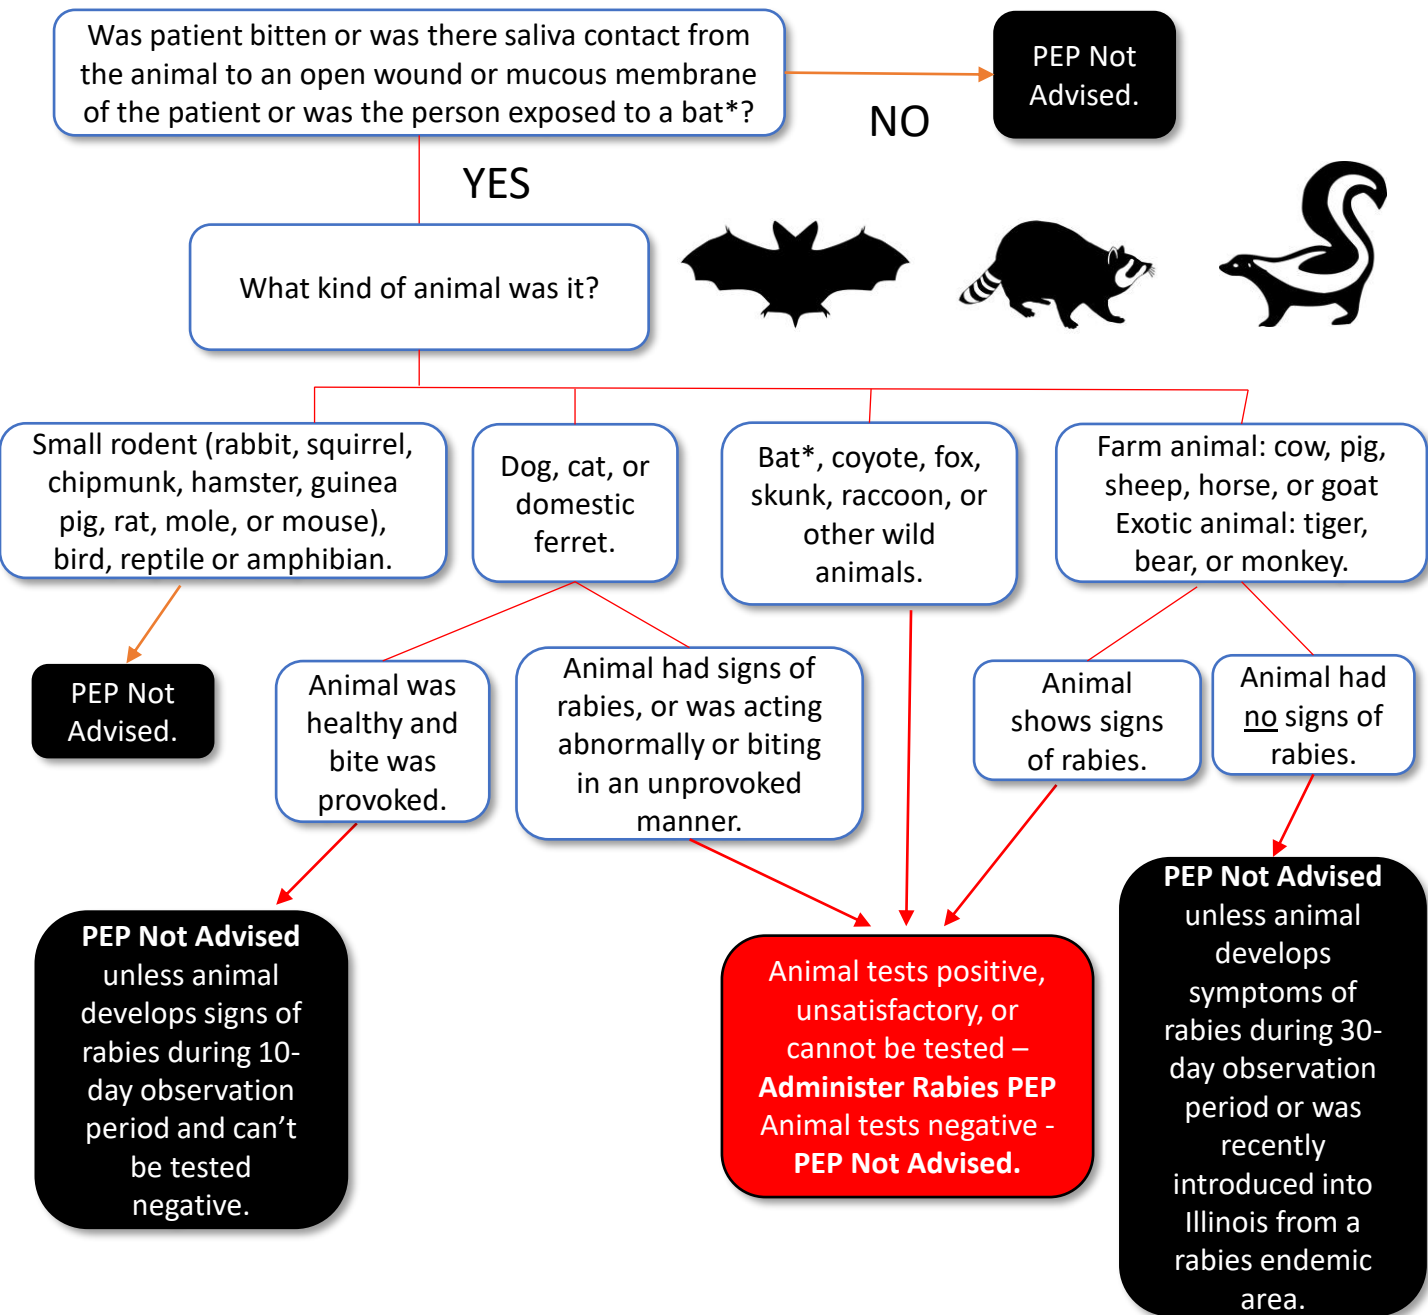 Was patient bitten or was there saliva contact from
the animal to an open wound or mucous membrane
of the patient or was the person exposed to a bat*?
PEP Not
Advised.
NO
YES
What kind of animal was it?
Small rodent (rabbit, squirrel,
chipmunk, hamster, guinea
pig, rat, mole, or mouse),
bird, reptile or amphibian.
Dog, cat, or
domestic
ferret.
Bat*, coyote, fox,
skunk, raccoon, or
other wild
animals.
Farm animal: cow, pig,
sheep, horse, or goat
Exotic animal: tiger,
bear, or monkey.
PEP Not
Advised.
Animal was
healthy and
bite was
provoked.
Animal had signs of
rabies, or was acting
abnormally or biting
in an unprovoked
manner.
Animal
shows signs
of rabies.
Animal had
no signs of
rabies.
PEP Not Advised
unless animal
develops signs of
rabies during 10-
day observation
period and can’t
be tested
negative.
Animal tests positive,
unsatisfactory, or
cannot be tested –
Administer Rabies PEP
Animal tests negative -
PEP Not Advised.
PEP Not Advised
unless animal
develops
symptoms of
rabies during 30-
day observation
period or was
recently
introduced into
Illinois from a
rabies endemic
area.